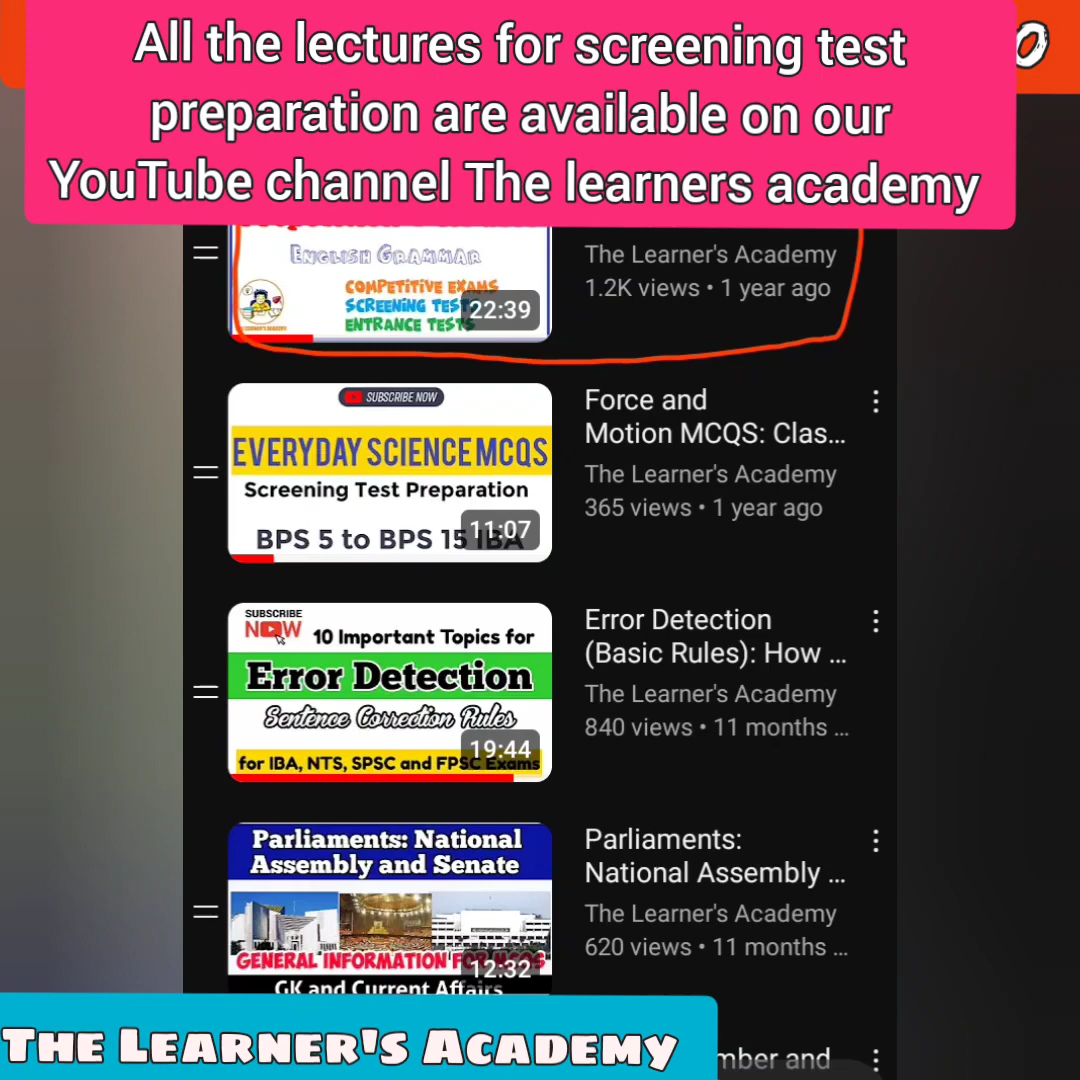 All the lectures for screening test
preparation are available on our
YouTube channel The learners academy
ENGLISH GRAMMAR
COMPETITIVE EXAMS
SCREENING TESTS
ENTRANCE TESTS
22:39
The Learner's Academy
1.2K views • 1 year ago
SUBSCRIBE NOW
EVERYDAY SCIENCE MCQS
Screening Test Preparation
BPS 5 to BPS 15 IBA
11:07
Force and
Motion MCQS: Clas...
The Learner's Academy
365 views • 1 year ago
SUBSCRIBE
NOW
10 Important Topics for
Error Detection
Sentence Correction Rules
for IBA, NTS, SPSC and FPSC Exams
19:44
Error Detection
(Basic Rules): How ...
The Learner's Academy
840 views • 11 months ...
Parliaments: National
Assembly and Senate
GENERAL INFORMATION FOR MCQS
GK and Current Affairs
12:32
Parliaments:
National Assembly ...
The Learner's Academy
620 views • 11 months ...
THE LEARNER'S ACADEMY
and